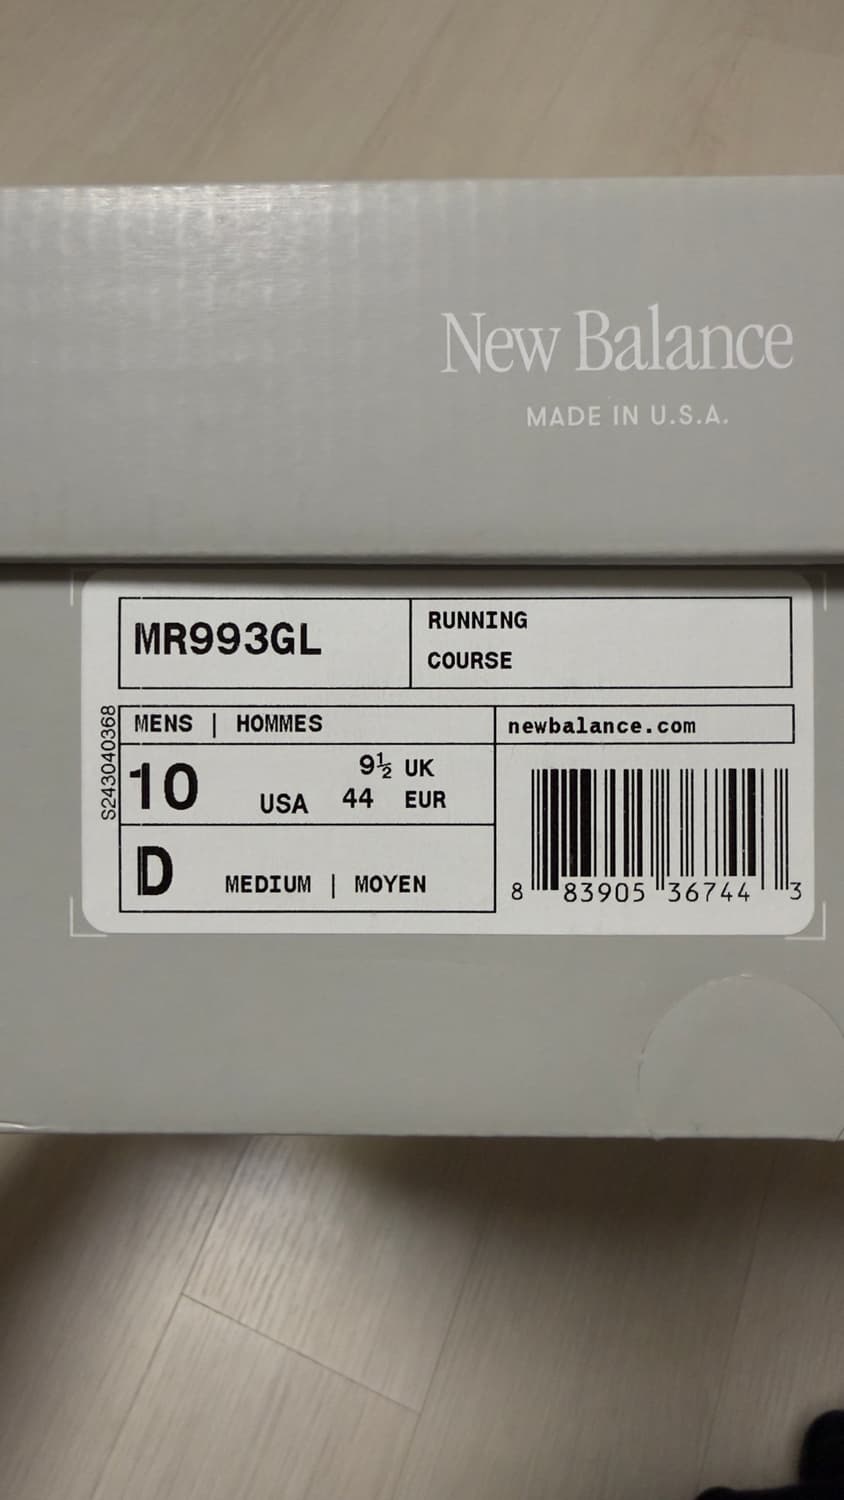 New Balance
MADE IN U.S.A.
MR993GL
RUNNING
COURSE
S243040368
MENS | HOMMES
newbalance.com
10 USA
9½ UK
44 EUR
D MEDIUM | MOYEN
8 83905 36744 3